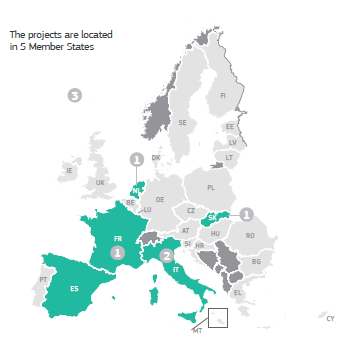 The projects are located
in 5 Member States
3
FI
SE
EE
LV
1
DK
LT
IE
NL
UK
PL
BE
DE
LU
CZ
SK
1
FR
AT
HU
RO
1
2
SI
HR
IT
BG
PT
ES
EL
CY
MT